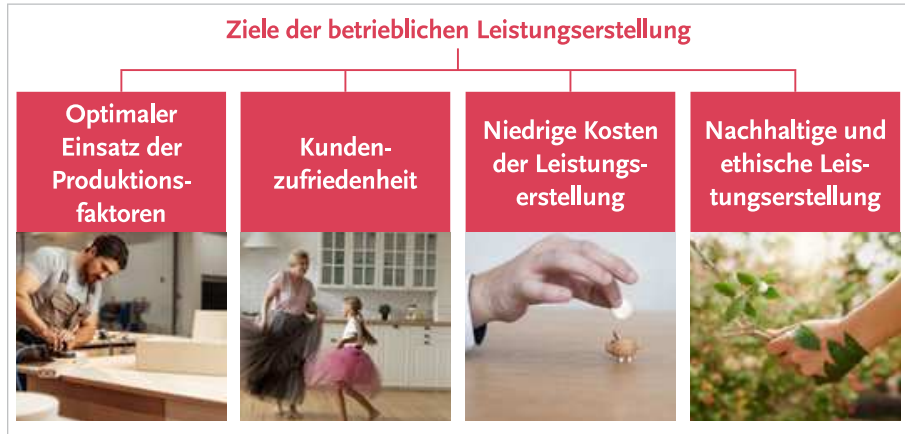 Ziele der betrieblichen Leistungserstellung
Optimaler
Einsatz der
Produktions-
faktoren
Kunden-
zufriedenheit
Niedrige Kosten
der Leistungs-
erstellung
Nachhaltige und
ethische Leis-
tungserstellung